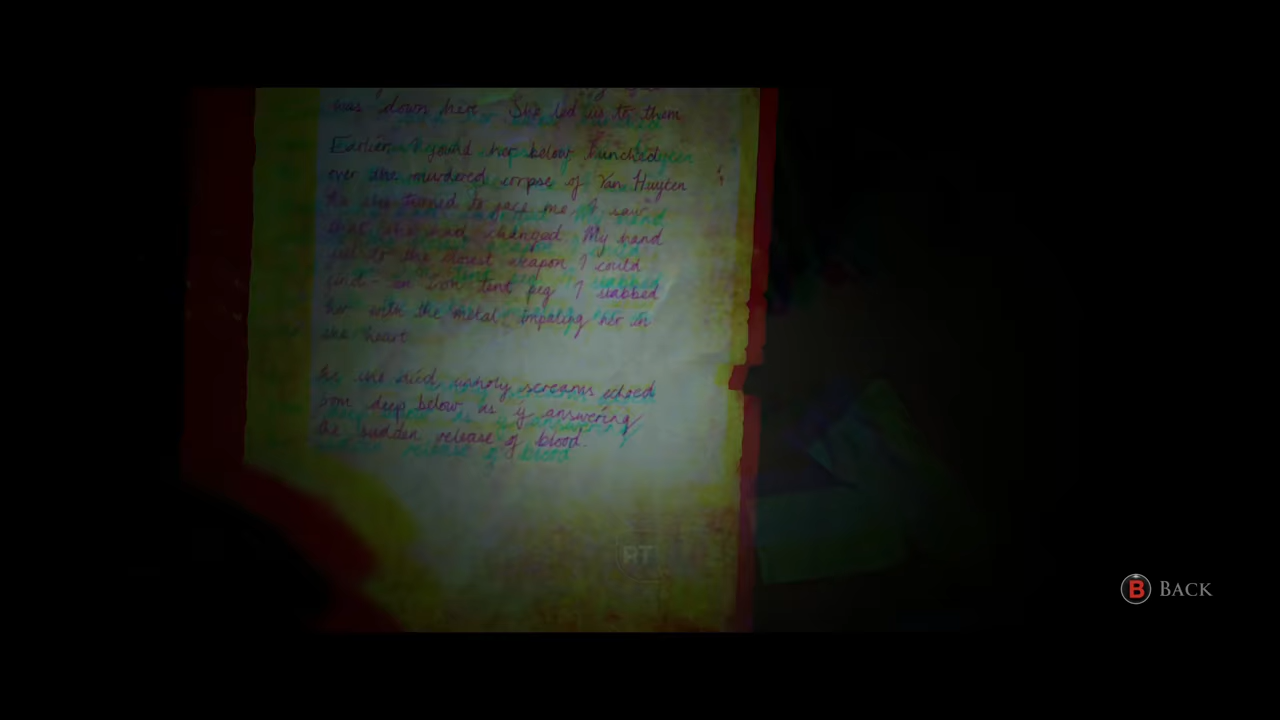 was down here. She led us to them
Earlier I found her below, hunched
over the murdered corpse of Van Huyten
As she turned to face me, I saw
that she had changed. My hand
fell to the closest weapon I could
find - an iron tent peg. I stabbed
her with the metal, impaling her in
the heart
As she died, unholy screams echoed
from deep below, as if answering
the sudden release of blood.
RT
B BACK